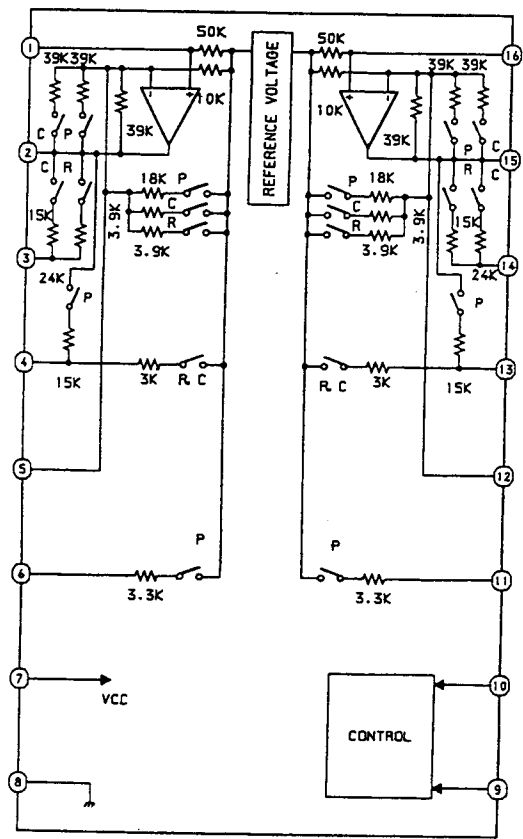 50K 50K
1 16
39K 39K 39K 39K
REFERENCE VOLTAGE
- + + -
10K 10K
39K 39K
C P P C
2 15
C R R C
18K P P 18K
C C
R R
15K 3.9K 3.9K 15K
3.9K 3.9K
3 14
24K 24K
P P
4 13
15K 3K R C R C 3K 15K
5 12
P P
6 11
3.3K 3.3K
7 10
VCC
CONTROL
8 9